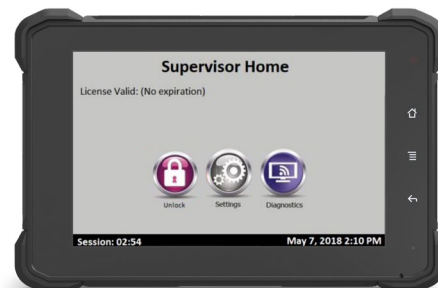 Supervisor Home
License Valid: (No expiration)
Unlock Settings Diagnostics
Session: 02:54 May 7, 2018 2:10 PM